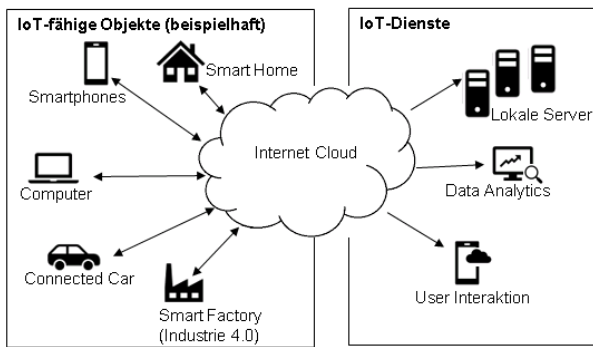 IoT-fähige Objekte (beispielhaft)
Smartphones
Smart Home
Computer
Connected Car
Smart Factory
(Industrie 4.0)
Internet Cloud
IoT-Dienste
Lokale Server
Data Analytics
User Interaktion